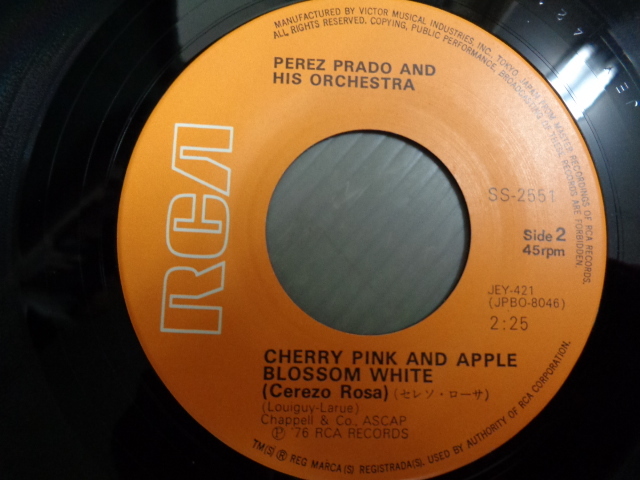 MANUFACTURED BY VICTOR MUSICAL INDUSTRIES, INC. TOKYO, JAPAN FROM MASTER RECORDINGS OF RCA RECORDS.
ALL RIGHTS RESERVED. COPYING, PUBLIC PERFORMANCE, BROADCASTING OF THESE RECORDS ARE FORBIDDEN.
PEREZ PRADO AND
HIS ORCHESTRA
RCA
SS-2551
Side 2
45rpm
JEY-421
(JPBO-8046)
2:25
CHERRY PINK AND APPLE
BLOSSOM WHITE
(Cerezo Rosa) (セレソ・ローサ)
(Louiguy-Larue)
Chappell & Co., ASCAP
Ⓟ '76 RCA RECORDS
TM(S) ® REG MARCA(S) REGISTRADA(S). USED BY AUTHORITY OF RCA CORPORATION.